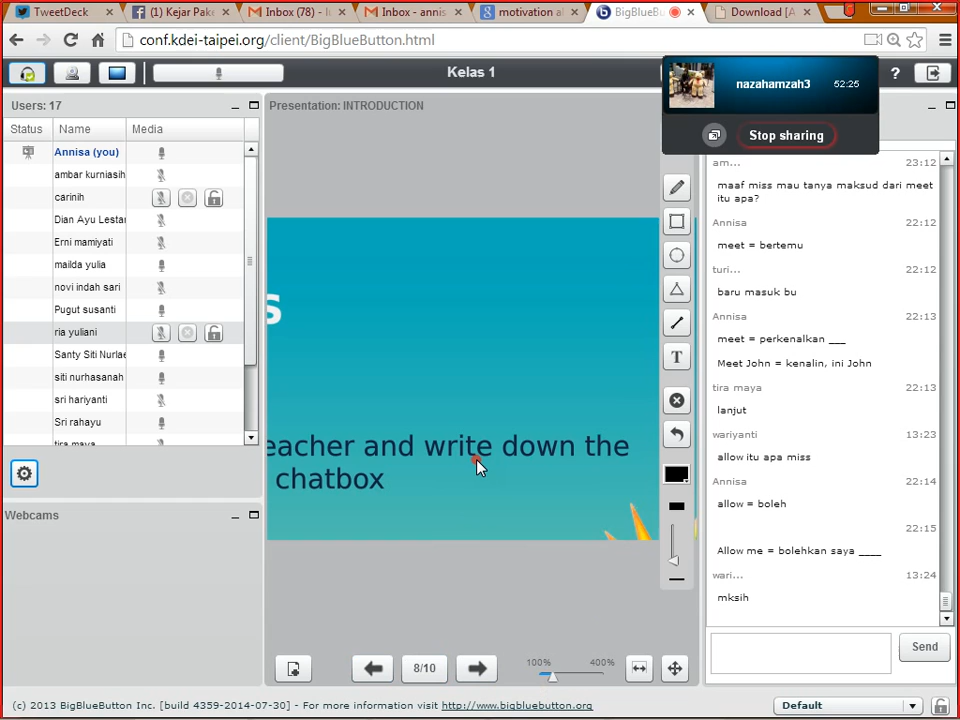 TweetDeck
(1) Kejar Pak
Inbox (78) -
Inbox - annis
motivation al
BigBlueBu
Download [A
conf.kdei-taipei.org/client/BigBlueButton.html
Kelas 1
nazahamzah3 52:25
Stop sharing
?
Users: 17
Status Name Media
Annisa (you)
ambar kurniasih
carinih
Dian Ayu Lestar
Erni mamiyati
mailda yulia
novi indah sari
Pugut susanti
ria yuliani
Santy Siti Nurlae
siti nurhasanah
sri hariyanti
Sri rahayu
tira maya
Webcams
Presentation: INTRODUCTION
s
eacher and write down the
chatbox
T
8/10
100% 400%
am... 23:12
maaf miss mau tanya maksud dari meet
itu apa?
Annisa 22:12
meet = bertemu
turi... 22:12
baru masuk bu
Annisa 22:13
meet = perkenalkan ___
Meet John = kenalin, ini John
tira maya 22:13
lanjut
wariyanti 13:23
allow itu apa miss
Annisa 22:14
allow = boleh
22:15
Allow me = bolehkan saya ____
wari... 13:24
mksih
Send
(c) 2013 BigBlueButton Inc. [build 4359-2014-07-30] - For more information visit http://www.bigbluebutton.org
Default